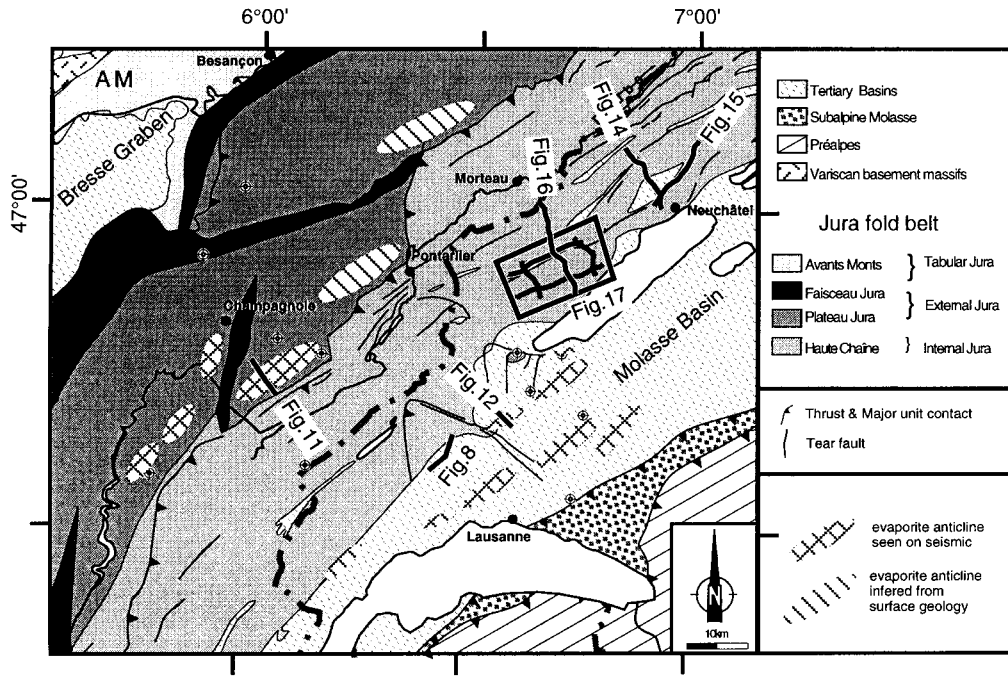 6°00'
7°00'
47°00'
Besançon
AM
Bresse Graben
Fig.14
Fig.15
Fig.16
Morteau
Neuchâtel
Pontarlier
Champagnole
Fig.17
Molasse Basin
Fig.11
Fig.12
Fig.8
Lausanne
N
10km
Tertiary Basins
Subalpine Molasse
Préalpes
Variscan basement massifs
Jura fold belt
Avants Monts } Tabular Jura
Faisceau Jura
Plateau Jura } External Jura
Haute Chaîne } Internal Jura
Thrust & Major unit contact
Tear fault
evaporite anticline
seen on seismic
evaporite anticline
infered from
surface geology